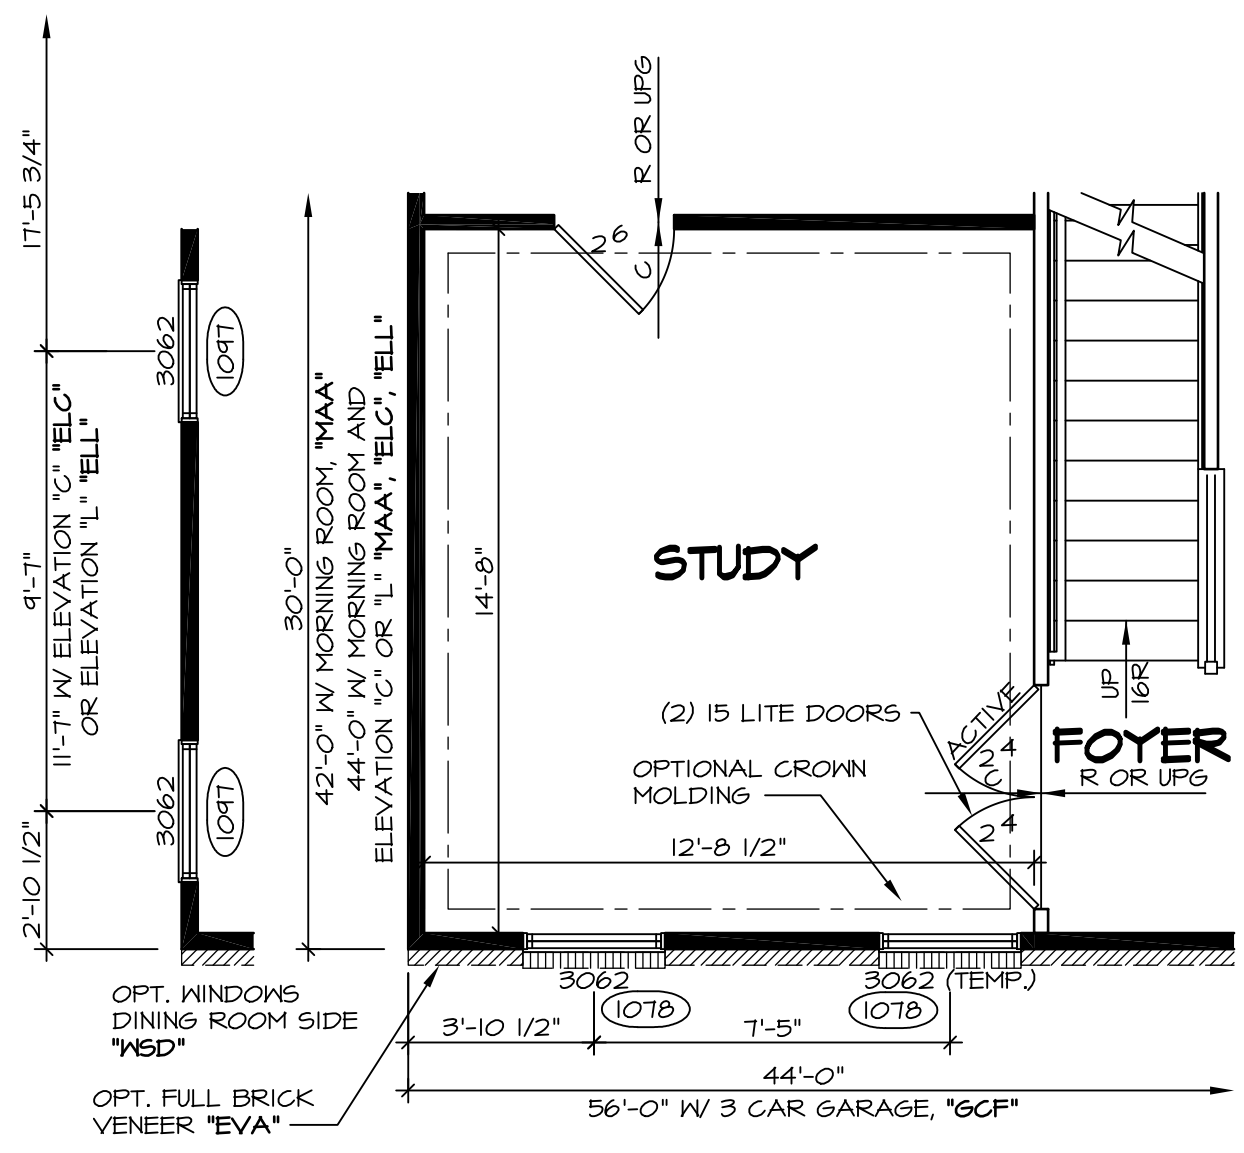 R OR UPG
17'-5 3/4"
2 6
C
3062
1097
9'-7"
11'-7" W/ ELEVATION "C" "ELC"
OR ELEVATION "L" "ELL"
30'-0"
42'-0" W/ MORNING ROOM, "MAA"
44'-0" W/ MORNING ROOM AND
ELEVATION "C" OR "L" "MAA", "ELC", "ELL"
14'-8"
STUDY
UP
16R
(2) 15 LITE DOORS
ACTIVE
2 4
C
FOYER
R OR UPG
OPTIONAL CROWN
MOLDING
3062
1097
2 4
2'-10 1/2"
12'-8 1/2"
3062
3062 (TEMP.)
1078
1078
OPT. WINDOWS
DINING ROOM SIDE
"WSD"
3'-10 1/2"
7'-5"
44'-0"
56'-0" W/ 3 CAR GARAGE, "GCF"
OPT. FULL BRICK
VENEER "EVA"